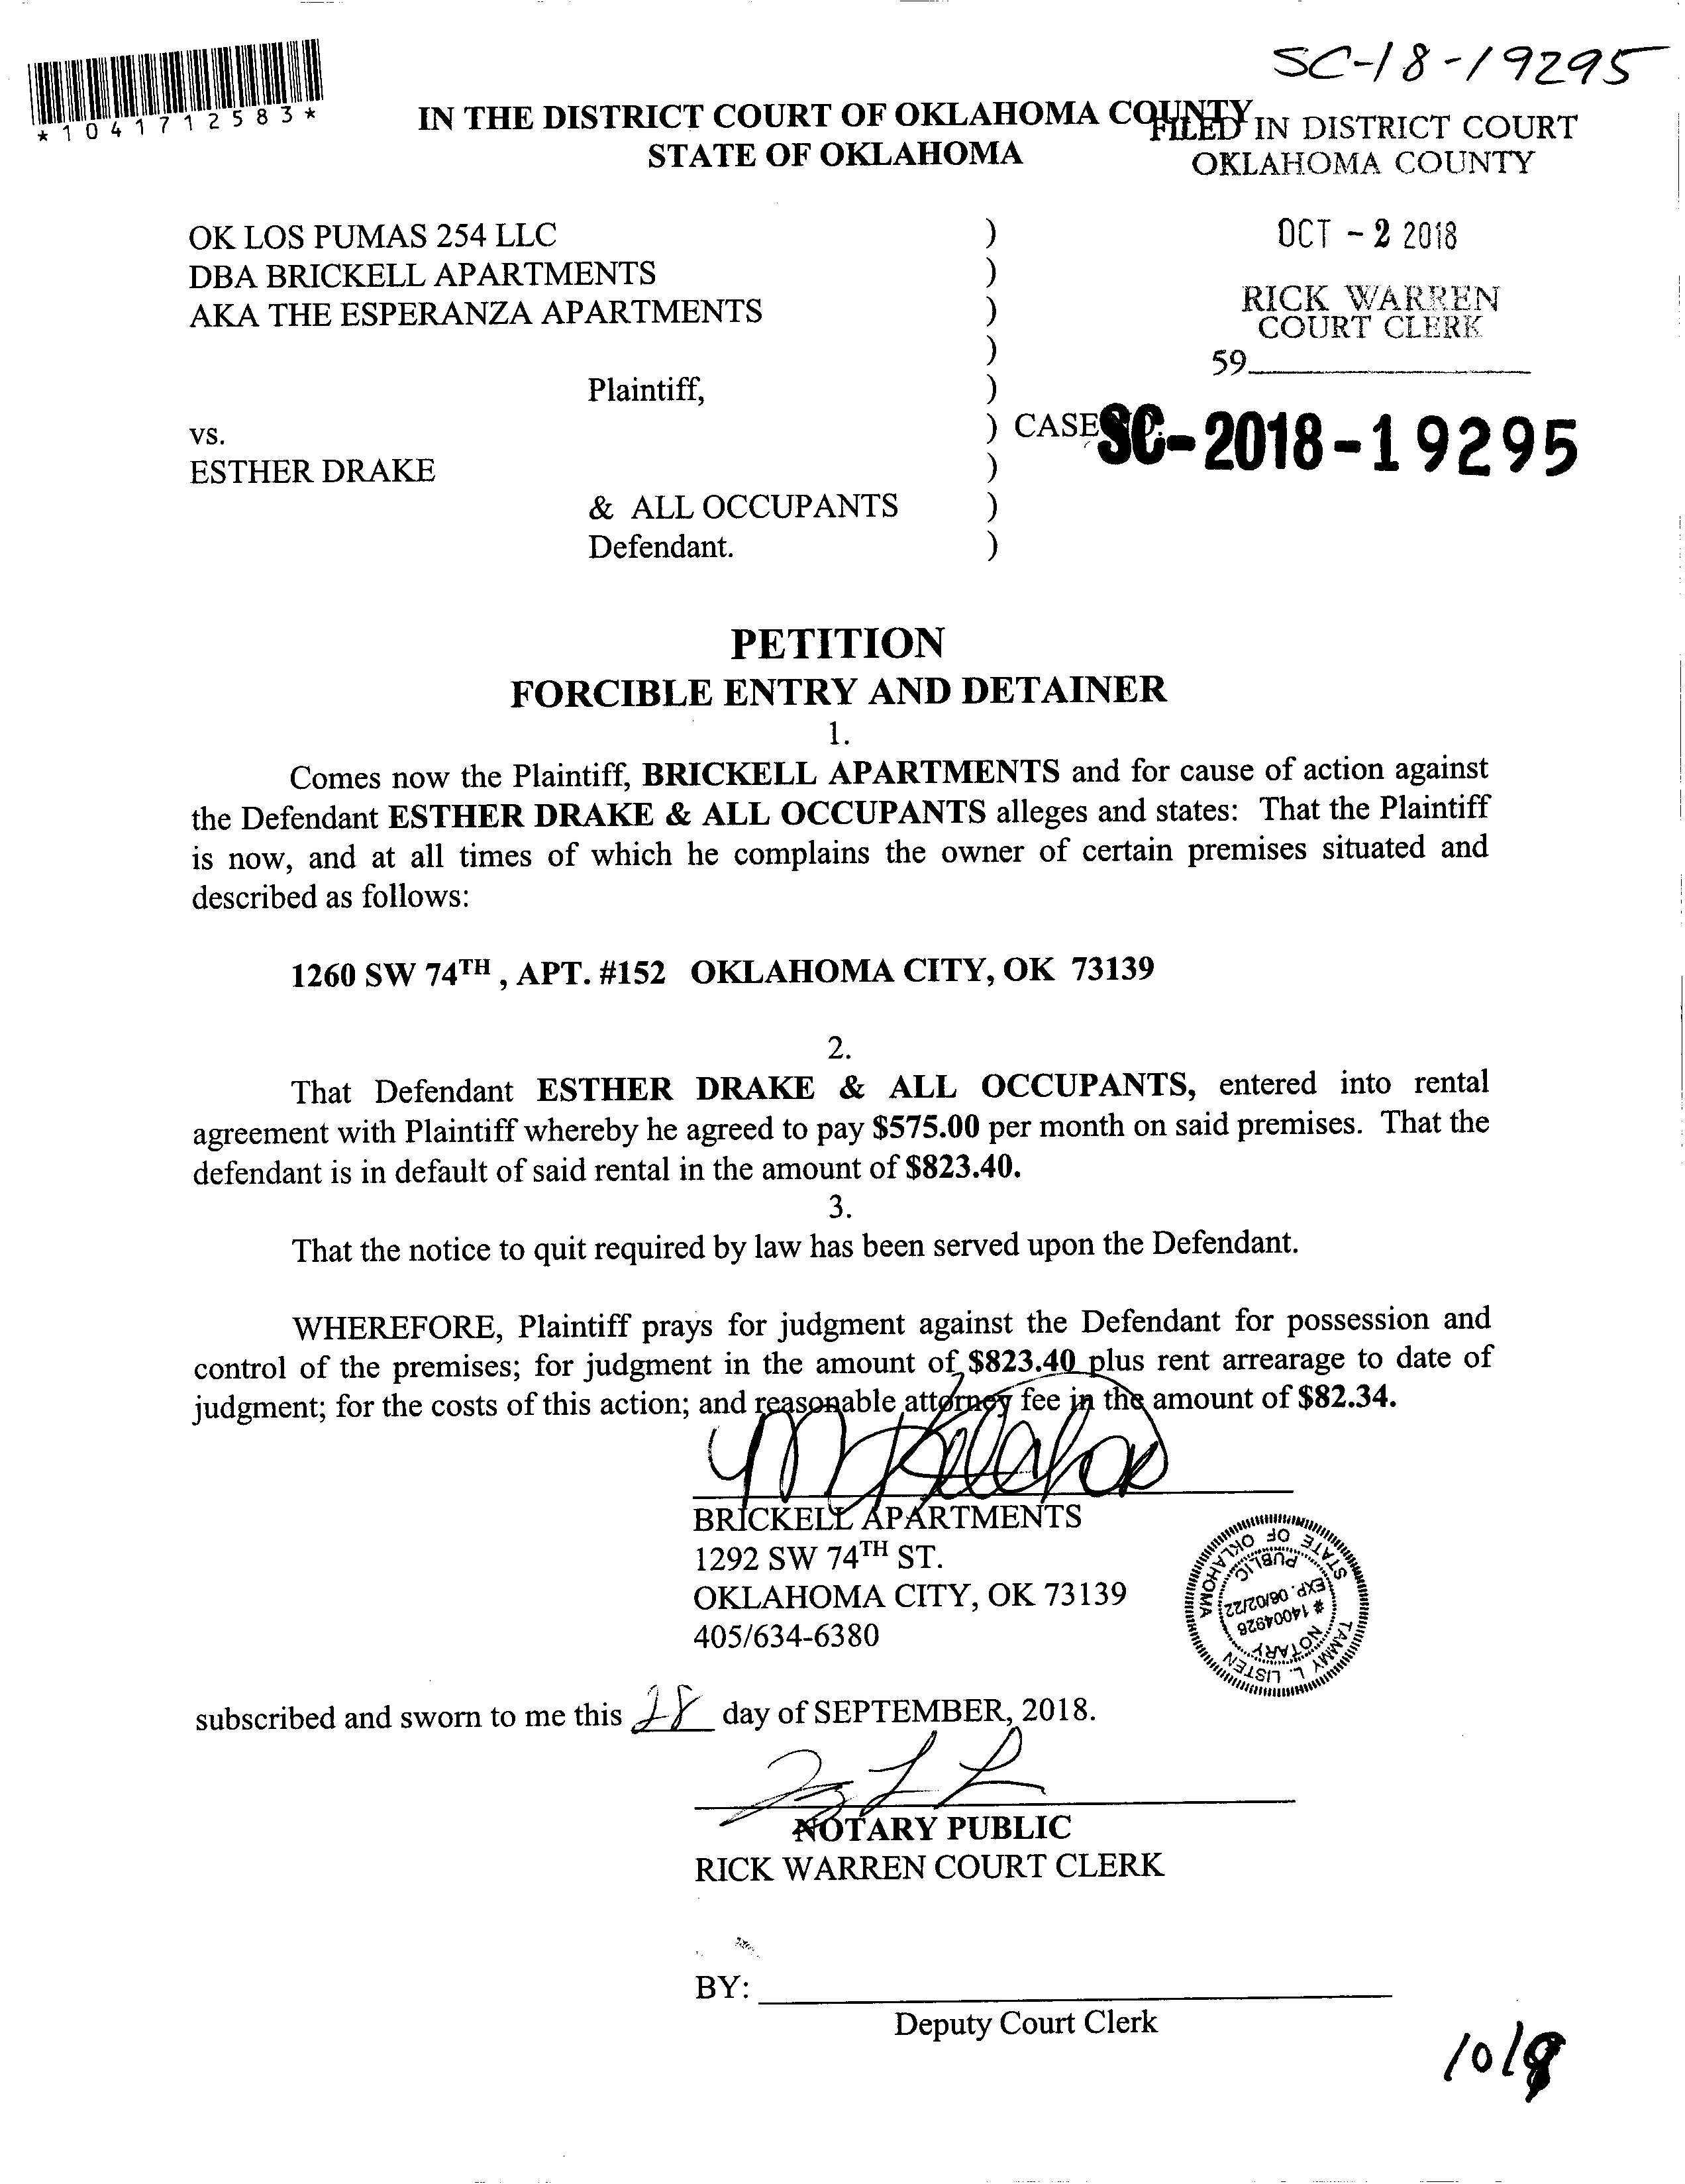 SC-18-19295
*1041712583*
IN THE DISTRICT COURT OF OKLAHOMA COUNTY
STATE OF OKLAHOMA
FILED IN DISTRICT COURT
OKLAHOMA COUNTY
OCT - 2 2018
RICK WARREN
COURT CLERK
59
OK LOS PUMAS 254 LLC )
DBA BRICKELL APARTMENTS )
AKA THE ESPERANZA APARTMENTS )
)
Plaintiff, )
vs. ) CASE SC-2018-19295
ESTHER DRAKE )
& ALL OCCUPANTS )
Defendant. )
PETITION
FORCIBLE ENTRY AND DETAINER
1.
Comes now the Plaintiff, BRICKELL APARTMENTS and for cause of action against
the Defendant ESTHER DRAKE & ALL OCCUPANTS alleges and states: That the Plaintiff
is now, and at all times of which he complains the owner of certain premises situated and
described as follows:
1260 SW 74TH , APT. #152 OKLAHOMA CITY, OK 73139
2.
That Defendant ESTHER DRAKE & ALL OCCUPANTS, entered into rental
agreement with Plaintiff whereby he agreed to pay $575.00 per month on said premises. That the
defendant is in default of said rental in the amount of $823.40.
3.
That the notice to quit required by law has been served upon the Defendant.
WHEREFORE, Plaintiff prays for judgment against the Defendant for possession and
control of the premises; for judgment in the amount of $823.40 plus rent arrearage to date of
judgment; for the costs of this action; and reasonable attorney fee in the amount of $82.34.
BRICKELL APARTMENTS
1292 SW 74TH ST.
OKLAHOMA CITY, OK 73139
405/634-6380
TAMMY L. LISTEN
STATE OF OKLAHOMA
NOTARY
# 14004926
EXP. 06/02/22
PUBLIC
subscribed and sworn to me this 28 day of SEPTEMBER, 2018.
NOTARY PUBLIC
RICK WARREN COURT CLERK
BY:
Deputy Court Clerk